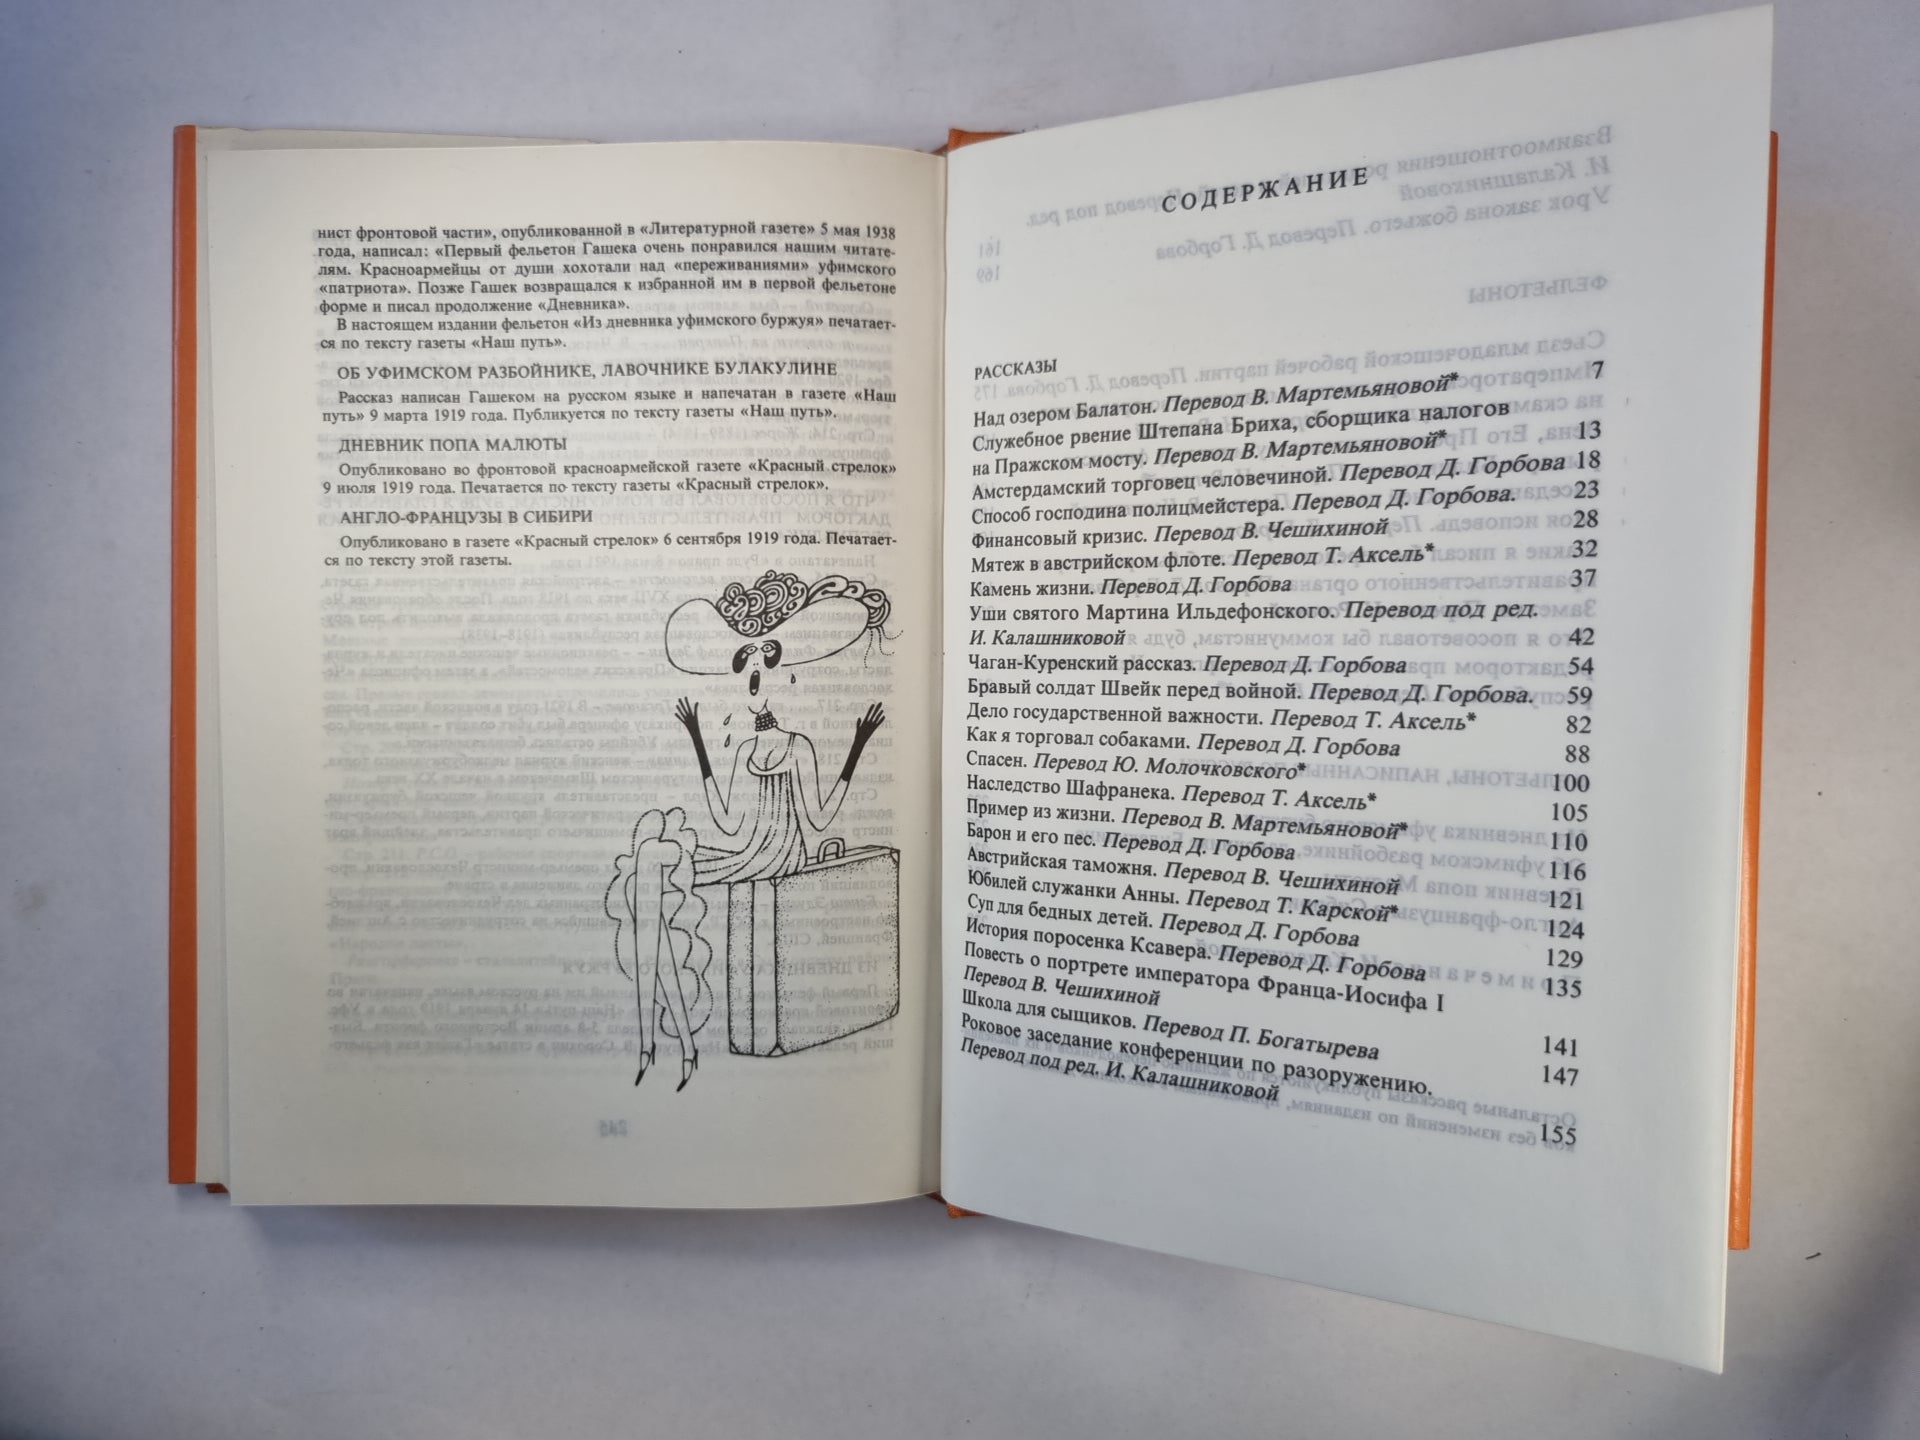 нист фронтовой части», опубликованной в «Литературной газете» 5 мая 1938
года, написал: «Первый фельетон Гашека очень понравился нашим читате-
лям. Красноармейцы от души хохотали над «переживаниями» уфимского
«патриота». Позже Гашек возвращался к избранной им в первой фельетоне
форме и писал продолжение «Дневника».
В настоящем издании фельетон «Из дневника уфимского буржуя» печатает-
ся по тексту газеты «Наш путь».
ОБ УФИМСКОМ РАЗБОЙНИКЕ, ЛАВОЧНИКЕ БУЛАКУЛИНЕ
Рассказ написан Гашеком на русском языке и напечатан в газете «Наш
путь» 9 марта 1919 года. Публикуется по тексту газеты «Наш путь».
ДНЕВНИК ПОПА МАЛЮТЫ
Опубликовано во фронтовой красноармейской газете «Красный стрелок»
9 июля 1919 года. Печатается по тексту газеты «Красный стрелок».
АНГЛО-ФРАНЦУЗЫ В СИБИРИ
Опубликовано в газете «Красный стрелок» 6 сентября 1919 года. Печатает-
ся по тексту этой газеты.
СОДЕРЖАНИЕ
РАССКАЗЫ
Над озером Балатон. Перевод В. Мартемьяновой* 7
Служебное рвение Штепана Бриха, сборщика налогов
на Пражском мосту. Перевод В. Мартемьяновой* 13
Амстердамский торговец человечиной. Перевод Д. Горбова 18
Способ господина полицмейстера. Перевод Д. Горбова. 23
Финансовый кризис. Перевод В. Чешихиной 28
Мятеж в австрийском флоте. Перевод Т. Аксель* 32
Камень жизни. Перевод Д. Горбова 37
Уши святого Мартина Ильдефонского. Перевод под ред.
И. Калашниковой 42
Чаган-Куренский рассказ. Перевод Д. Горбова 54
Бравый солдат Швейк перед войной. Перевод Д. Горбова. 59
Дело государственной важности. Перевод Т. Аксель* 82
Как я торговал собаками. Перевод Д. Горбова 88
Спасен. Перевод Ю. Молочковского* 100
Наследство Шафранека. Перевод Т. Аксель* 105
Пример из жизни. Перевод В. Мартемьяновой* 110
Барон и его пес. Перевод Д. Горбова 116
Австрийская таможня. Перевод В. Чешихиной 121
Юбилей служанки Анны. Перевод Т. Карской* 124
Суп для бедных детей. Перевод Д. Горбова 129
История поросенка Ксавера. Перевод Д. Горбова 135
Повесть о портрете императора Франца-Иосифа I
Перевод В. Чешихиной 141
Школа для сыщиков. Перевод П. Богатырева 147
Роковое заседание конференции по разоружению.
Перевод под ред. И. Калашниковой 155